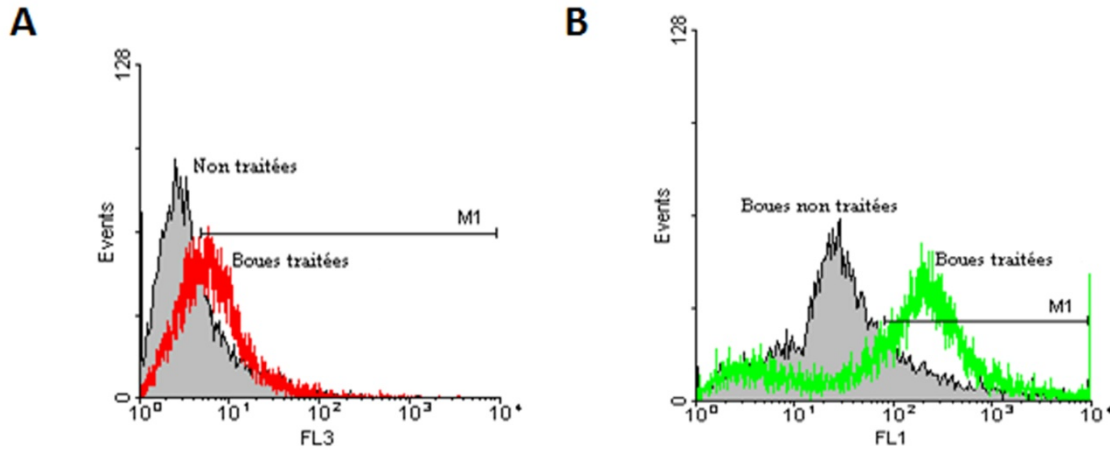 A
128
Non traitées
M1
Boues traitées
Events
0
10⁰ 10¹ 10² 10³ 10⁴
FL3
B
128
Boues non traitées
Boues traitées
M1
Events
0
10⁰ 10¹ 10² 10³ 10⁴
FL1